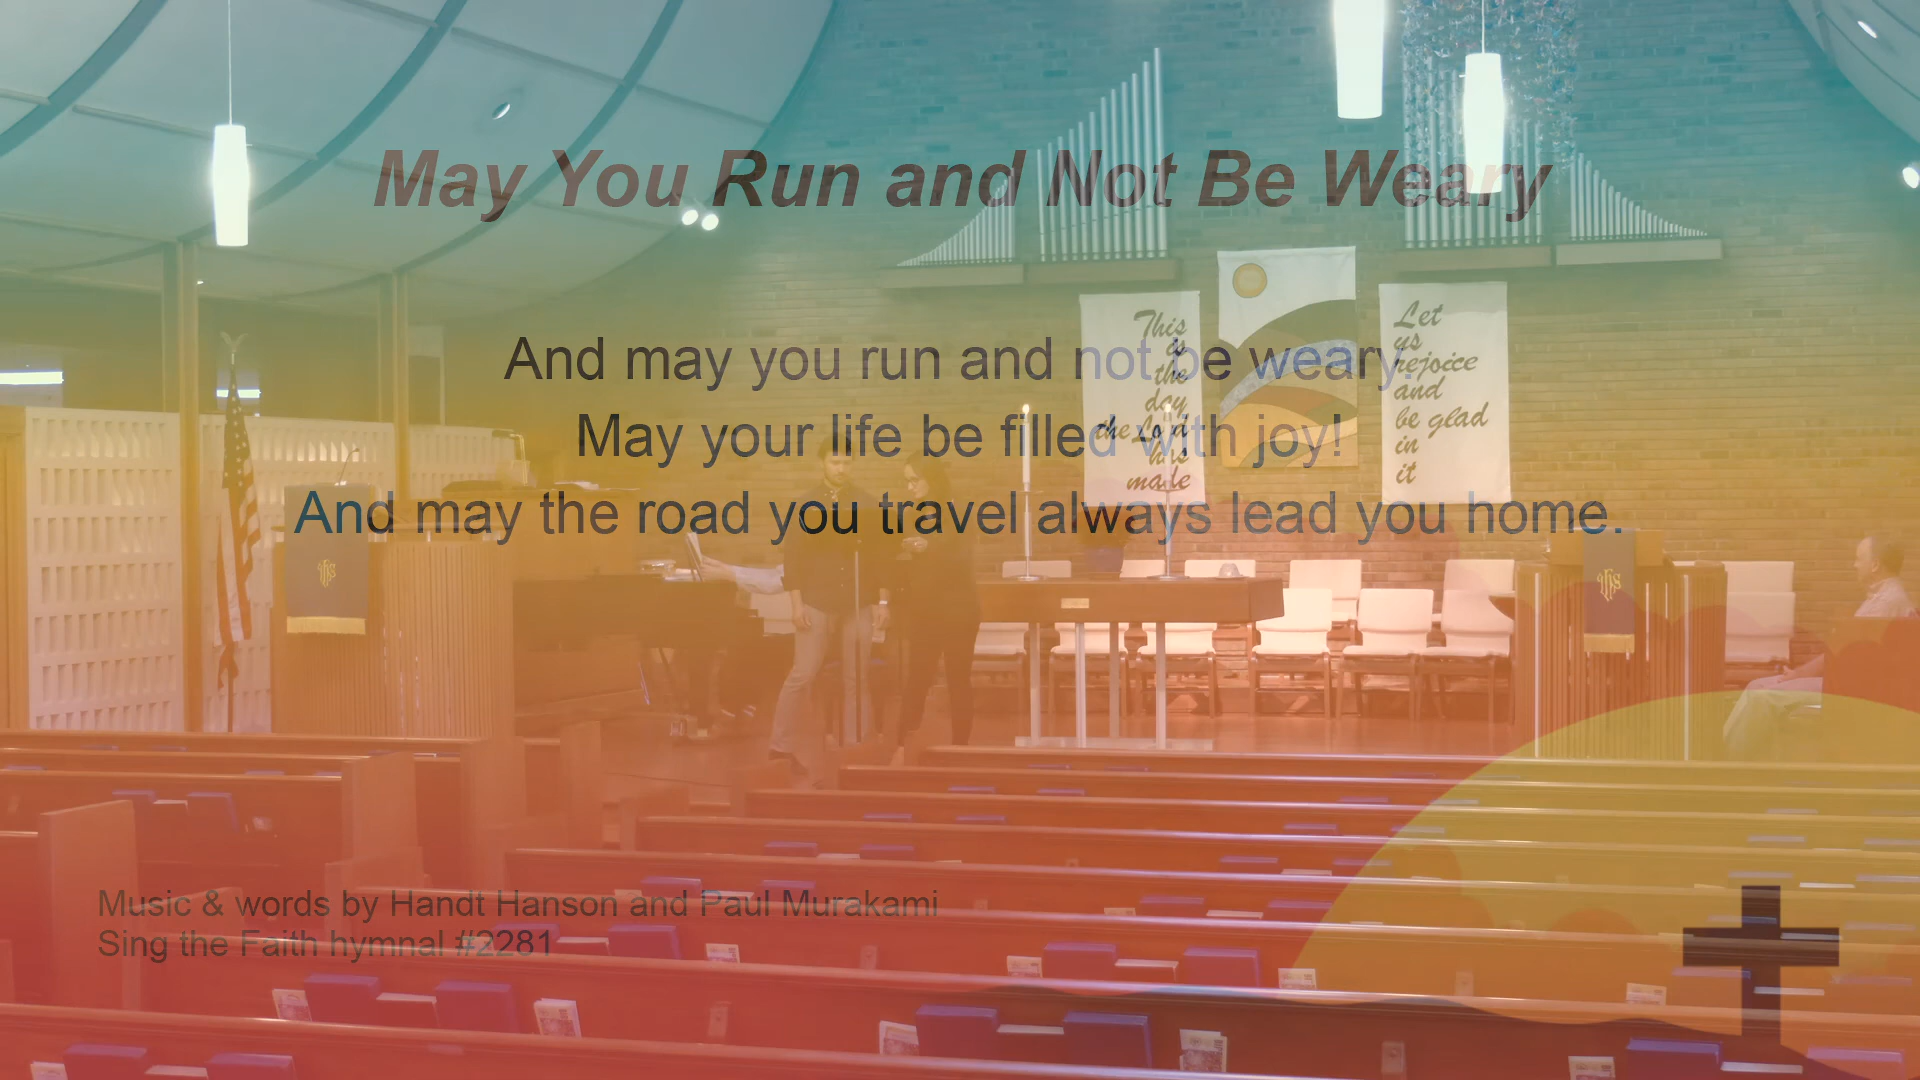 May You Run and Not Be Weary
And may you run and not be weary.
May your life be filled with joy!
And may the road you travel always lead you home.
This
is
the
day
the Lord
has
made
Let
us
rejoice
and
be glad
in
it
IHS
IHS
Music & words by Handt Hanson and Paul Murakami
Sing the Faith hymnal #2281